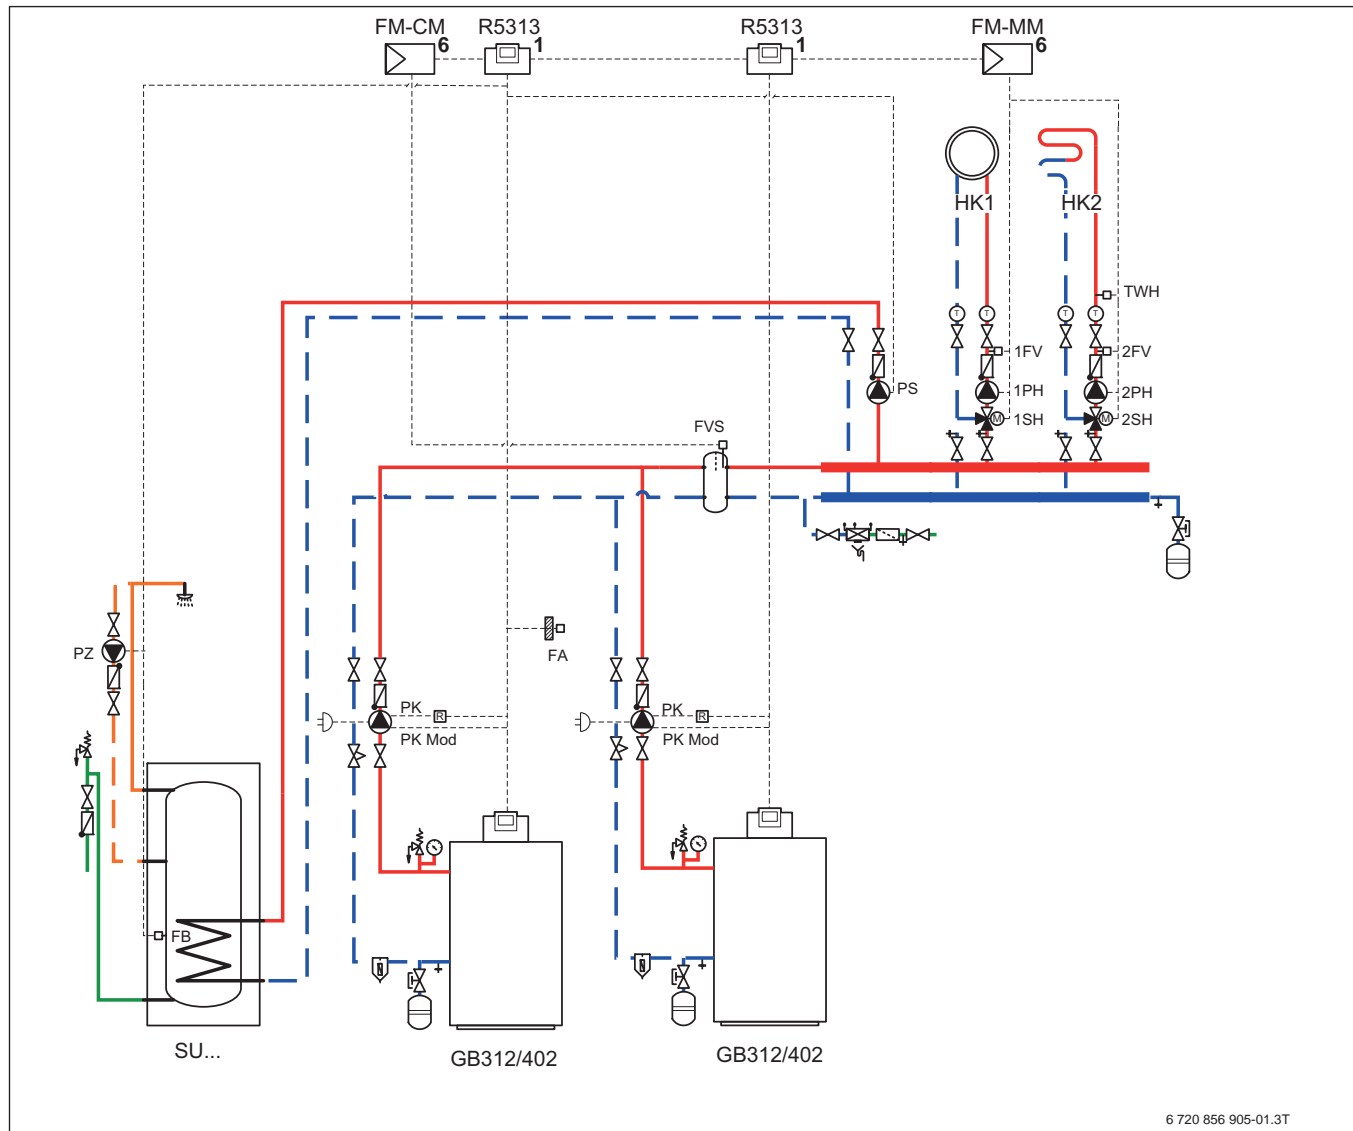 FM-CM
6
R5313
1
R5313
1
FM-MM
6
HK1
HK2
TWH
T
T
T
T
1FV
2FV
PS
1PH
2PH
M
1SH
M
2SH
FVS
FA
PZ
PK
R
PK Mod
PK
R
PK Mod
FB
SU...
GB312/402
GB312/402
6 720 856 905-01.3T